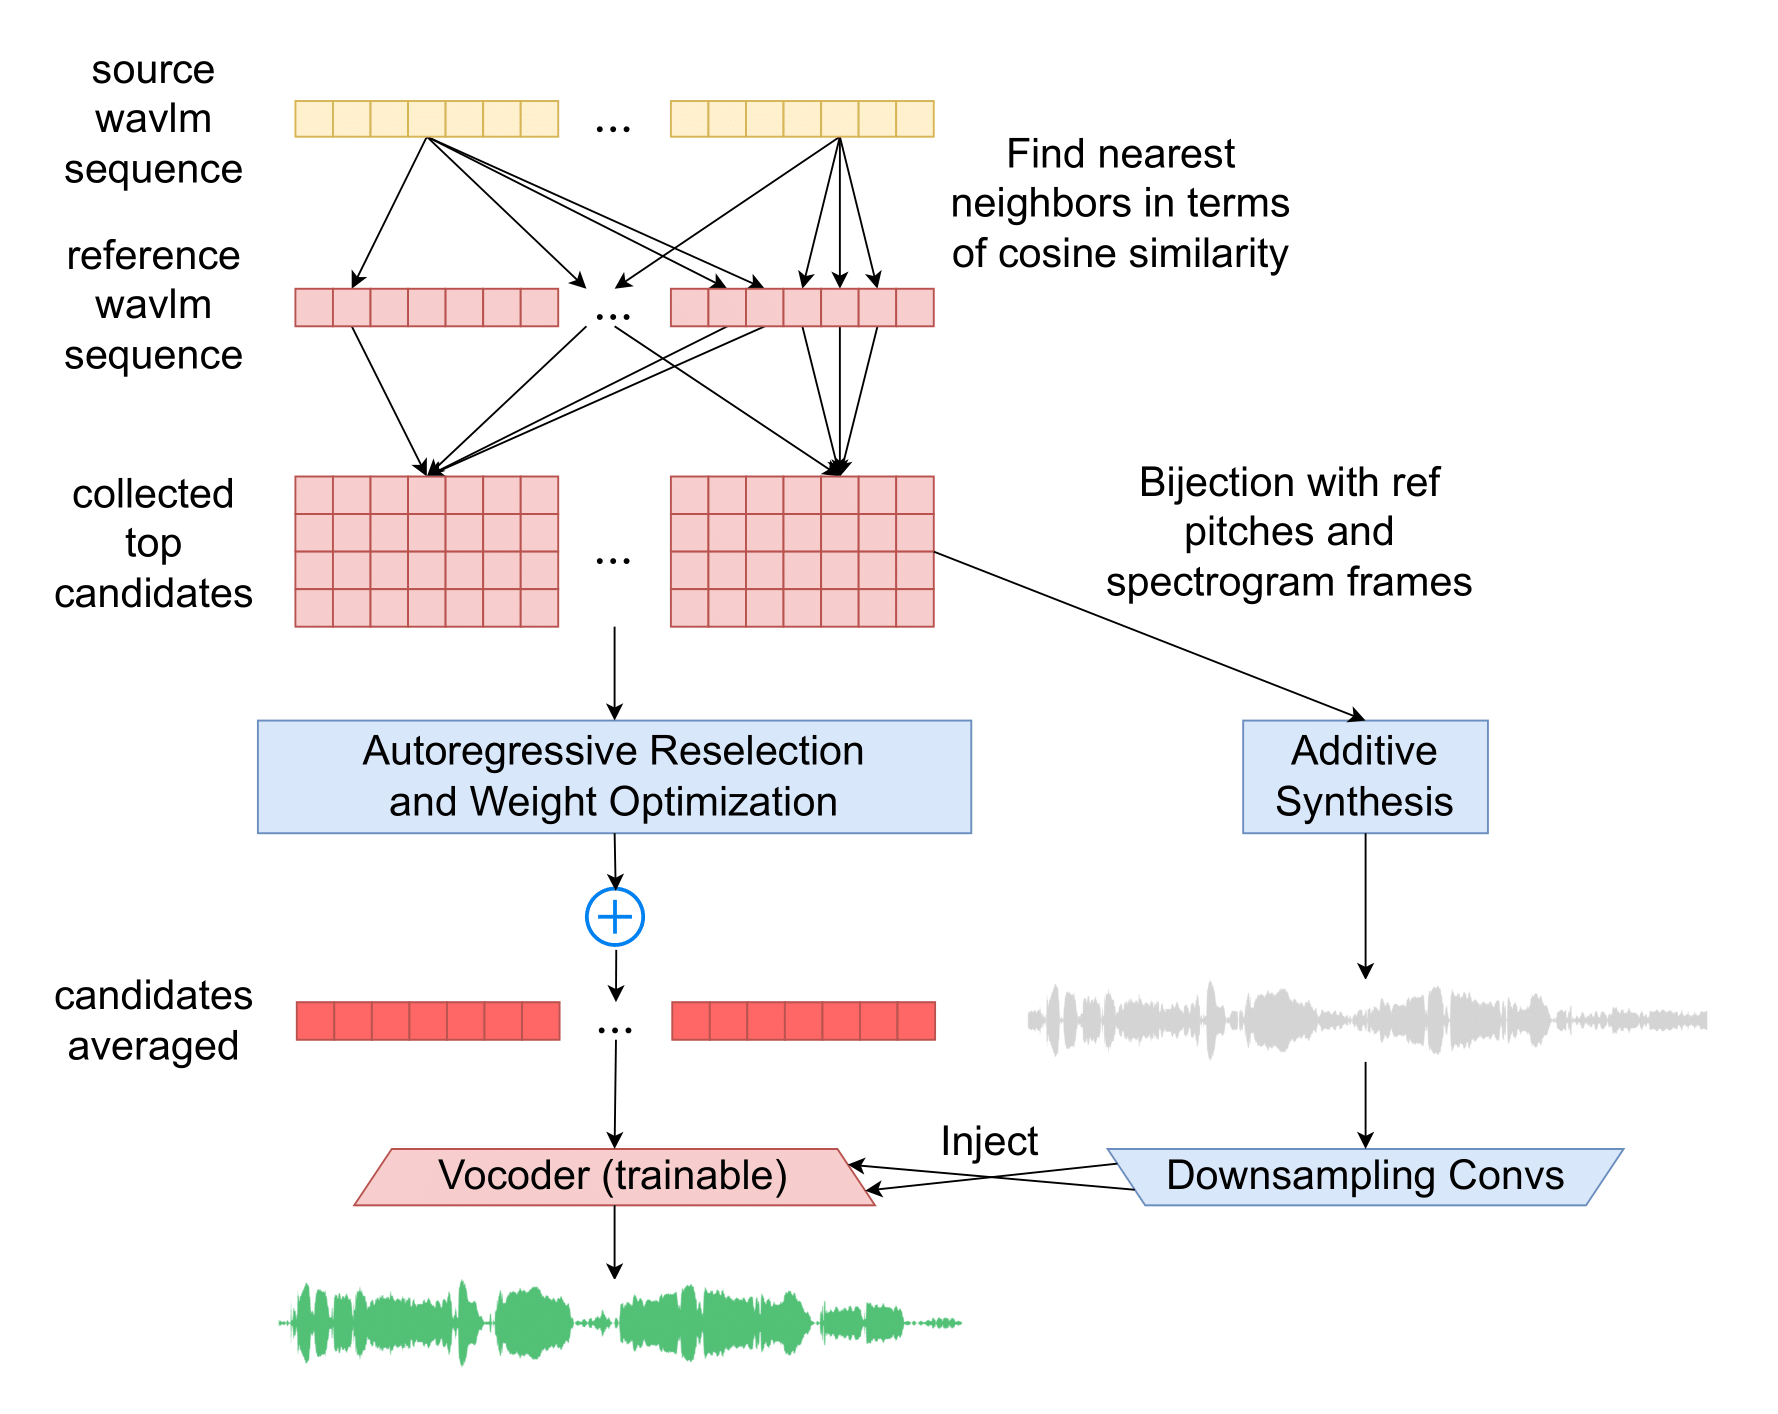 source
wavlm
sequence
...
Find nearest
neighbors in terms
of cosine similarity
reference
wavlm
sequence
...
collected
top
candidates
...
Bijection with ref
pitches and
spectrogram frames
Autoregressive Reselection
and Weight Optimization
Additive
Synthesis
candidates
averaged
...
Inject
Vocoder (trainable)
Downsampling Convs